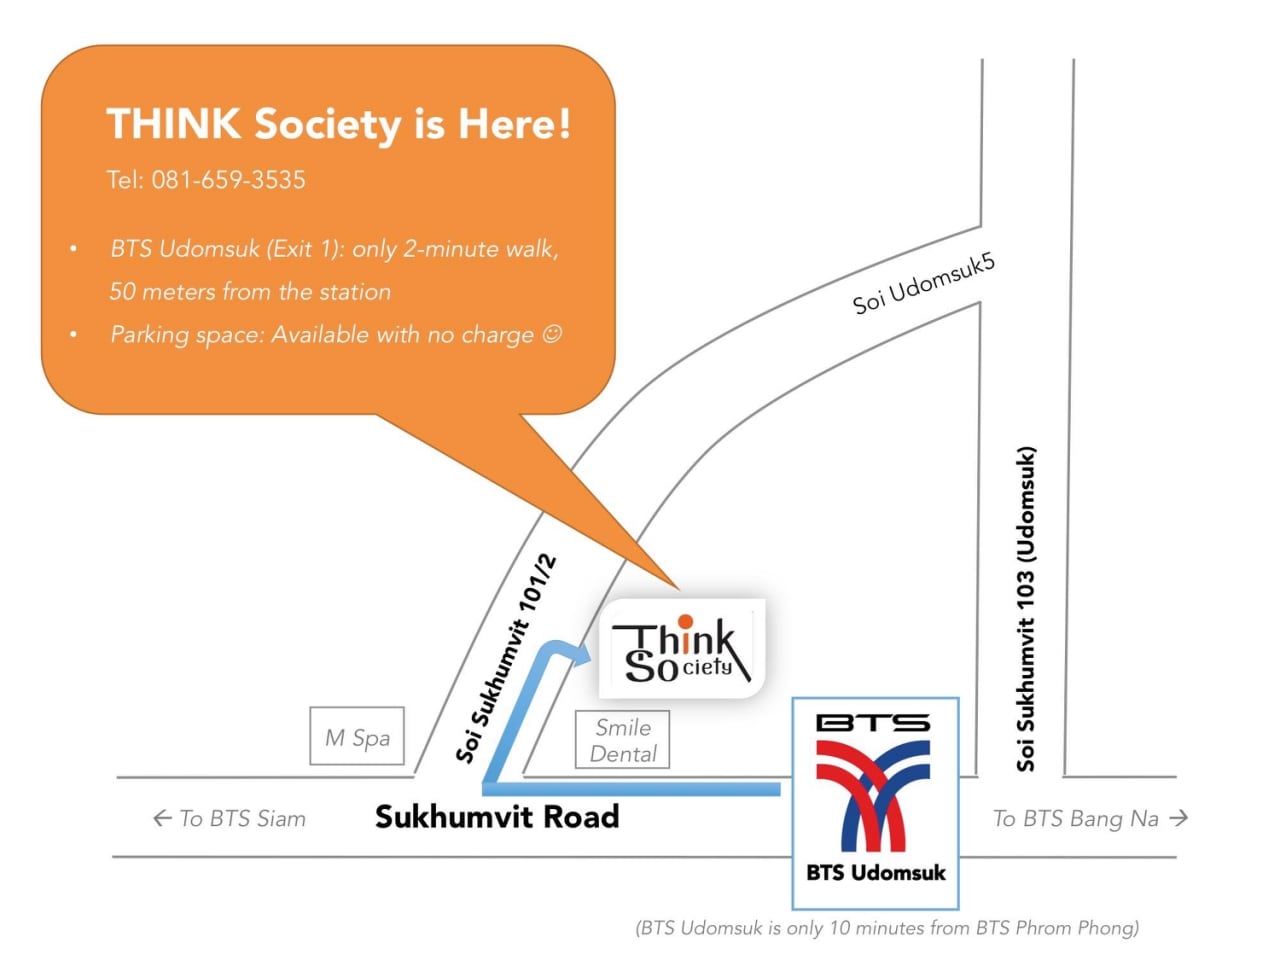 THINK Society is Here!
Tel: 081-659-3535
• BTS Udomsuk (Exit 1): only 2-minute walk,
50 meters from the station
• Parking space: Available with no charge ☺
Soi Udomsuk5
Soi Sukhumvit 103 (Udomsuk)
Soi Sukhumvit 101/2
Think
Society
M Spa
Smile
Dental
BTS
BTS Udomsuk
← To BTS Siam
Sukhumvit Road
To BTS Bang Na →
(BTS Udomsuk is only 10 minutes from BTS Phrom Phong)